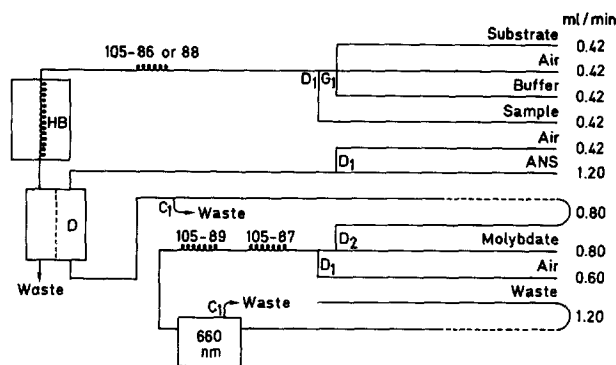 ml/min
Substrate 0.42
105-86 or 88
Air 0.42
D1 G1
Buffer 0.42
HB
Sample 0.42
Air 0.42
D1
ANS 1.20
D
C1 Waste
0.80
105-89 105-87
D2
Molybdate 0.80
Waste
D1
Air 0.60
C1 Waste
Waste
1.20
660
nm